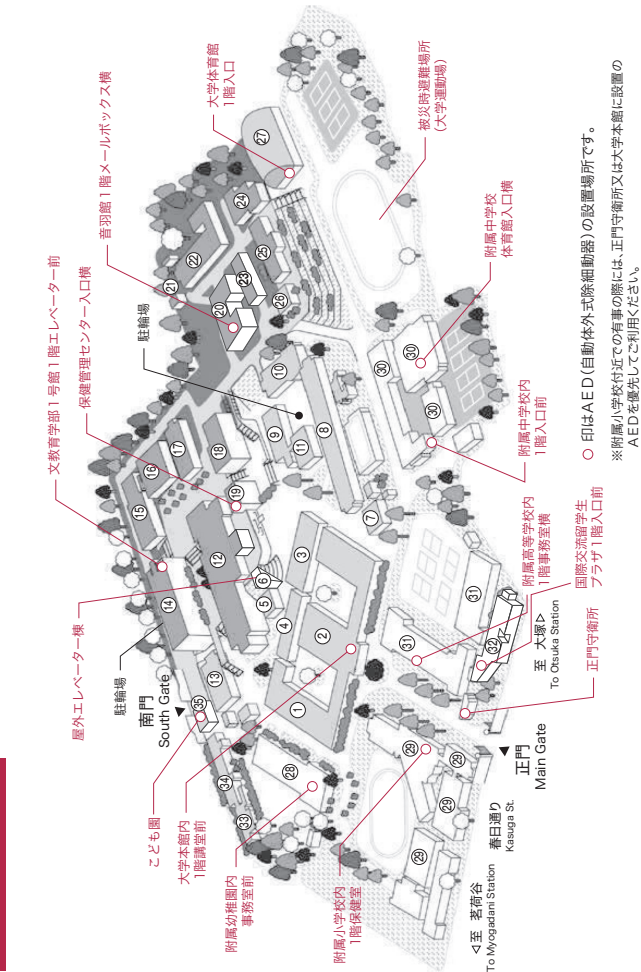 屋外エレベーター棟
文教育学部1号館1階エレベーター前
保健管理センター入口横
音羽館1階メールボックス横
大学体育館
1階入口
駐輪場
南門
South Gate
こども園
大学本館内
1階講堂前
附属幼稚園内
事務室前
附属小学校内
1階保健室
駐輪場
被災時避難場所
(大学運動場)
附属中学校
体育館入口横
附属中学校内
1階入口前
附属高等学校内
1階事務室横
国際交流留学生
プラザ1階入口前
正門守衛所
至 大塚▷
To Otsuka Station
正門
Main Gate
春日通り
Kasuga St.
◁至 茗荷谷
To Myogadani Station
① ② ③ ④ ⑤ ⑥ ⑦ ⑧ ⑨ ⑩ ⑪ ⑫ ⑬ ⑭ ⑮ ⑯ ⑰ ⑱ ⑲ ⑳ ㉑ ㉒ ㉓ ㉔ ㉕ ㉖ ㉗ ㉘
㉙ ㉙ ㉙ ㉙
㉚ ㉚ ㉚
㉛ ㉛
㉜ ㉝ ㉞ ㉟
○ 印はAED(自動体外式除細動器)の設置場所です。
※附属小学校付近での有事の際には、正門守衛所又は大学本館に設置の
AEDを優先してご利用ください。